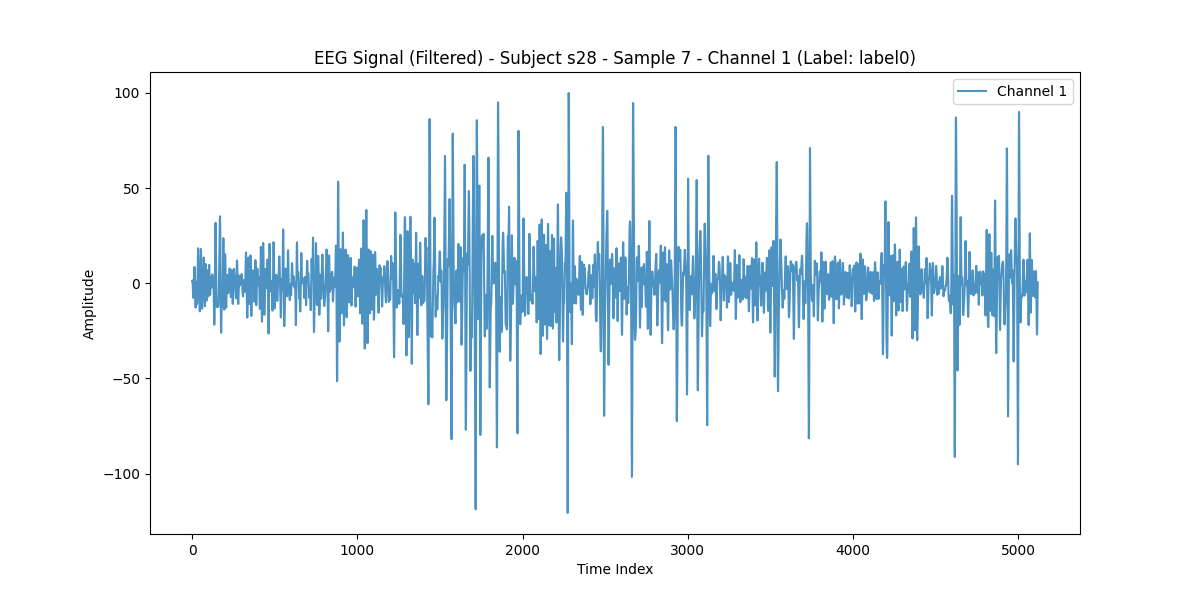 EEG Signal (Filtered) - Subject s28 - Sample 7 - Channel 1 (Label: label0)
Channel 1
100
50
0
−50
−100
Amplitude
0 1000 2000 3000 4000 5000
Time Index